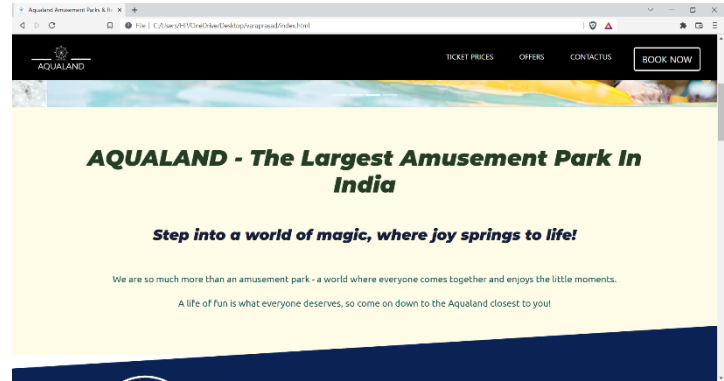 Aqualand Amusement Parks & Re
File | C:/Users/HP/OneDrive/Desktop/varaprasad/index.html
AQUALAND
TICKET PRICES
OFFERS
CONTACTUS
BOOK NOW
AQUALAND - The Largest Amusement Park In
India
Step into a world of magic, where joy springs to life!
We are so much more than an amusement park - a world where everyone comes together and enjoys the little moments.
A life of fun is what everyone deserves, so come on down to the Aqualand closest to you!